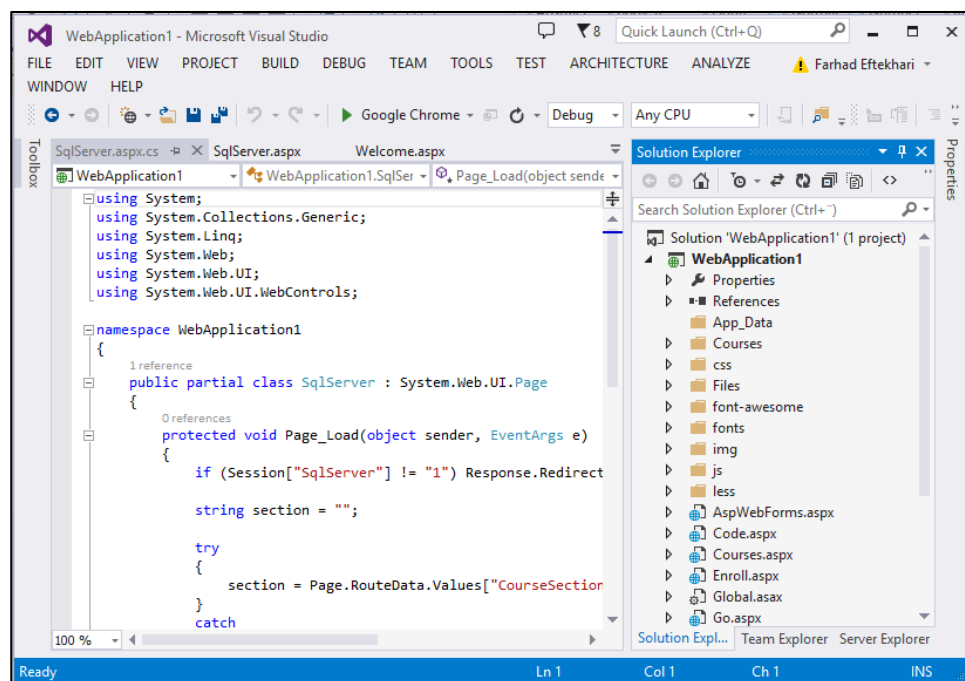 WebApplication1 - Microsoft Visual Studio
8
Quick Launch (Ctrl+Q)
FILE EDIT VIEW PROJECT BUILD DEBUG TEAM TOOLS TEST ARCHITECTURE ANALYZE
Farhad Eftekhari
WINDOW HELP
Google Chrome
Debug
Any CPU
Toolbox
SqlServer.aspx.cs
SqlServer.aspx
Welcome.aspx
WebApplication1
WebApplication1.SqlSer
Page_Load(object sende
using System;
using System.Collections.Generic;
using System.Linq;
using System.Web;
using System.Web.UI;
using System.Web.UI.WebControls;
namespace WebApplication1
{
1 reference
public partial class SqlServer : System.Web.UI.Page
{
0 references
protected void Page_Load(object sender, EventArgs e)
{
if (Session["SqlServer"] != "1") Response.Redirect
string section = "";
try
{
section = Page.RouteData.Values["CourseSection
}
catch
100 %
Solution Explorer
Search Solution Explorer (Ctrl+¨)
Solution 'WebApplication1' (1 project)
WebApplication1
Properties
References
App_Data
Courses
css
Files
font-awesome
fonts
img
js
less
AspWebForms.aspx
Code.aspx
Courses.aspx
Enroll.aspx
Global.asax
Go.aspx
Solution Expl... Team Explorer Server Explorer
Properties
Ready
Ln 1
Col 1
Ch 1
INS